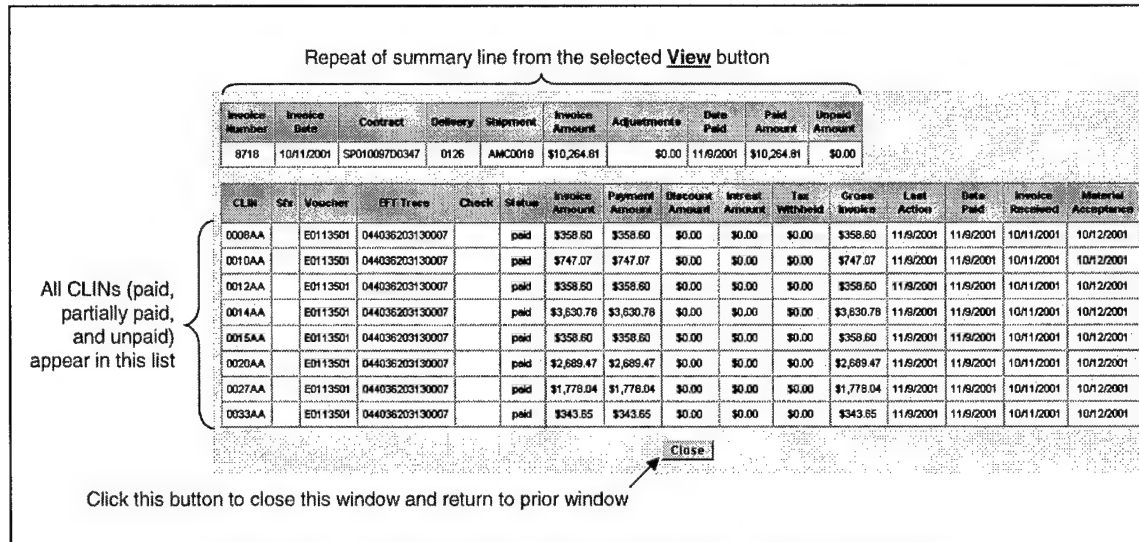 Repeat of summary line from the selected View button
Invoice Number Invoice Date Contract Delivery Shipment Invoice Amount Adjustments Date Paid Paid Amount Unpaid Amount
8718 10/11/2001 SP010097D0347 0126 AMC0018 $10,264.81 $0.00 11/9/2001 $10,264.81 $0.00
CLIN Sfx Voucher EFT Trace Check Status Invoice Amount Payment Amount Discount Amount Interest Amount Tax Withheld Gross Invoice Last Action Date Paid Invoice Received Material Acceptance
0008AA E0113501 044036203130007 paid $358.60 $358.60 $0.00 $0.00 $0.00 $358.60 11/9/2001 11/9/2001 10/11/2001 10/12/2001
0010AA E0113501 044036203130007 paid $747.07 $747.07 $0.00 $0.00 $0.00 $747.07 11/9/2001 11/9/2001 10/11/2001 10/12/2001
0012AA E0113501 044036203130007 paid $358.60 $358.60 $0.00 $0.00 $0.00 $358.60 11/9/2001 11/9/2001 10/11/2001 10/12/2001
0014AA E0113501 044036203130007 paid $3,630.78 $3,630.78 $0.00 $0.00 $0.00 $3,630.78 11/9/2001 11/9/2001 10/11/2001 10/12/2001
0015AA E0113501 044036203130007 paid $358.60 $358.60 $0.00 $0.00 $0.00 $358.60 11/9/2001 11/9/2001 10/11/2001 10/12/2001
0020AA E0113501 044036203130007 paid $2,689.47 $2,689.47 $0.00 $0.00 $0.00 $2,689.47 11/9/2001 11/9/2001 10/11/2001 10/12/2001
0027AA E0113501 044036203130007 paid $1,778.04 $1,778.04 $0.00 $0.00 $0.00 $1,778.04 11/9/2001 11/9/2001 10/11/2001 10/12/2001
0033AA E0113501 044036203130007 paid $343.65 $343.65 $0.00 $0.00 $0.00 $343.65 11/9/2001 11/9/2001 10/11/2001 10/12/2001
All CLINs (paid,
partially paid,
and unpaid)
appear in this list
Close
Click this button to close this window and return to prior window